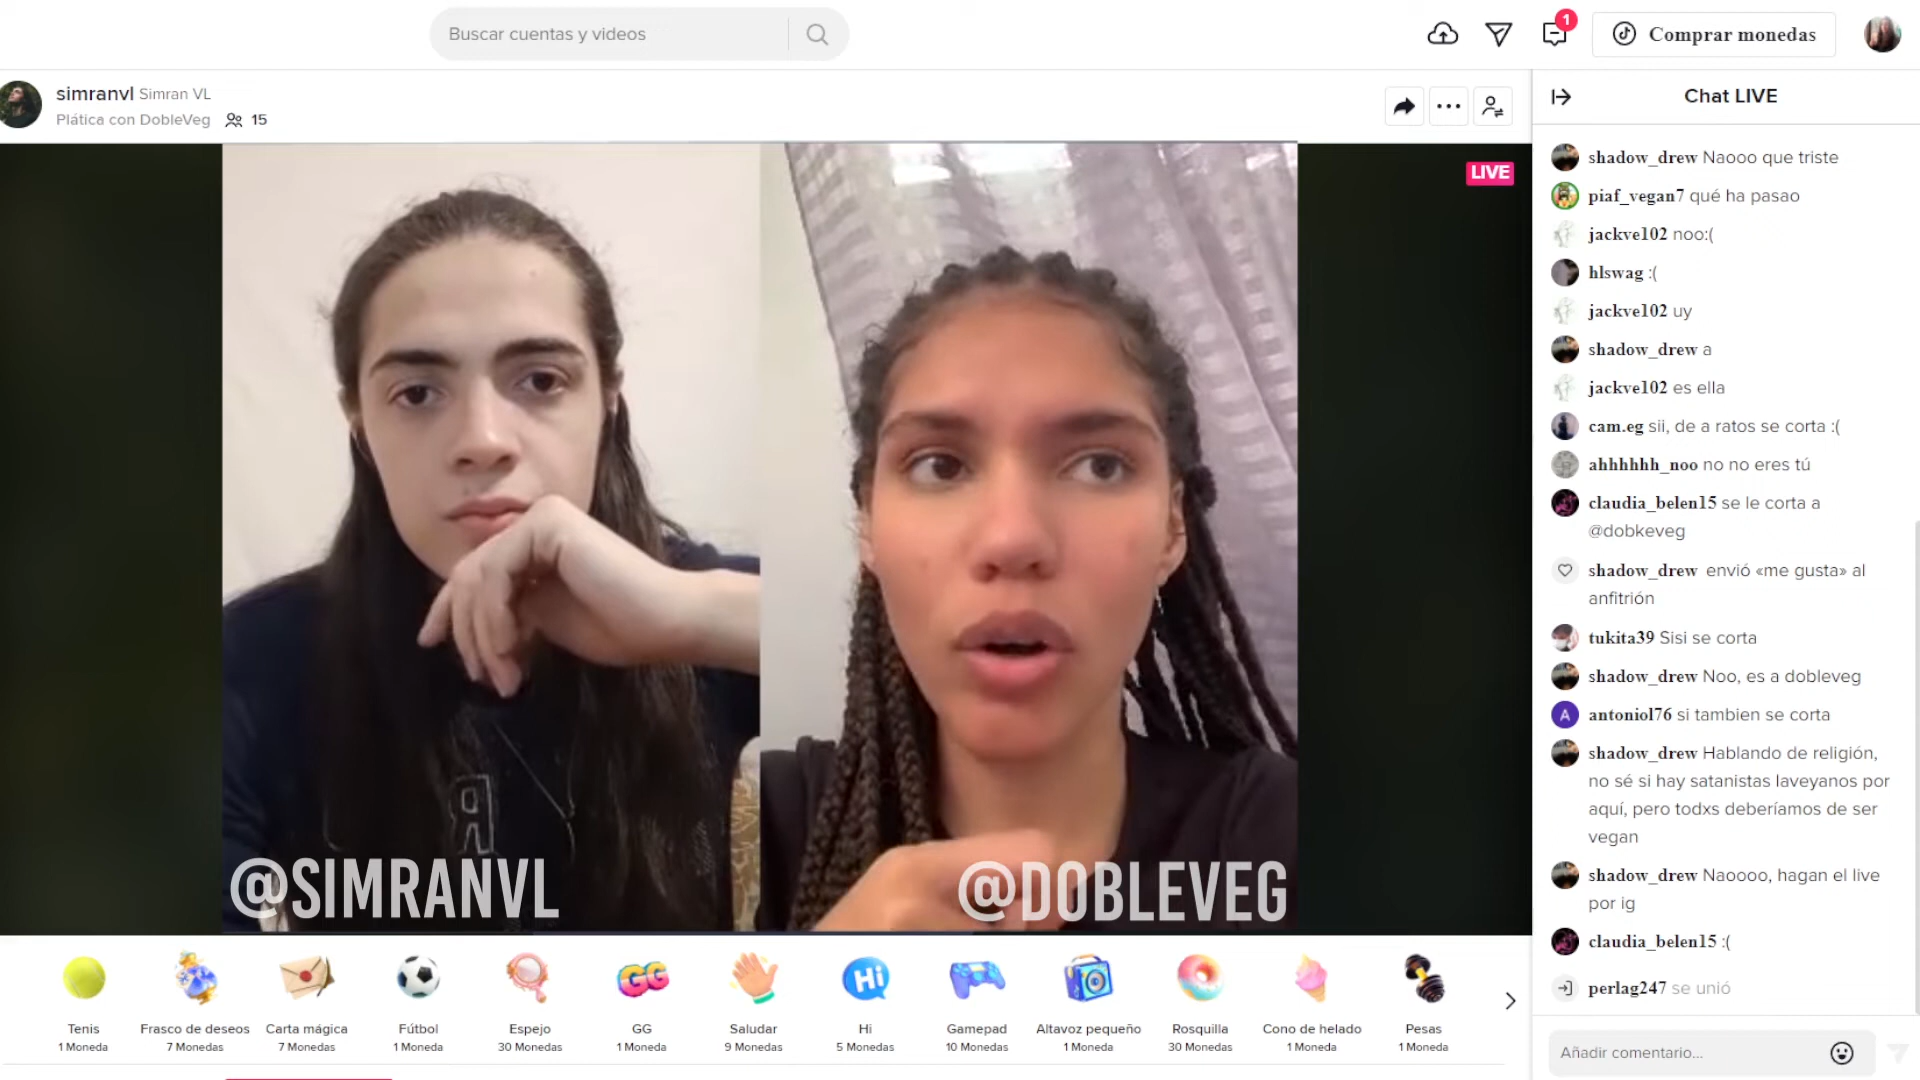 Buscar cuentas y videos
1
Comprar monedas
simranvl Simran VL
Plática con DobleVeg 15
Chat LIVE
LIVE
shadow_drew Naooo que triste
piaf_vegan7 qué ha pasao
jackvel02 noo:(
hlswag :(
jackvel02 uy
shadow_drew a
jackvel02 es ella
cam.eg sii, de a ratos se corta :(
ahhhhhh_noo no no eres tú
claudia_belen15 se le corta a
@dobkeveg
shadow_drew envió «me gusta» al
anfitrión
tukita39 Sisi se corta
shadow_drew Noo, es a dobleveg
A
antoniol76 si tambien se corta
shadow_drew Hablando de religión,
no sé si hay satanistas laveyanos por
aquí, pero todxs deberíamos de ser
vegan
shadow_drew Naoooo, hagan el live
por ig
claudia_belen15 :(
perlag247 se unió
Añadir comentario...
@SIMRANVL
@DOBLEVEG
GG
Hi
Tenis
1 Moneda
Frasco de deseos
7 Monedas
Carta mágica
7 Monedas
Fútbol
1 Moneda
Espejo
30 Monedas
GG
1 Moneda
Saludar
9 Monedas
Hi
5 Monedas
Gamepad
10 Monedas
Altavoz pequeño
1 Moneda
Rosquilla
30 Monedas
Cono de helado
1 Moneda
Pesas
1 Moneda